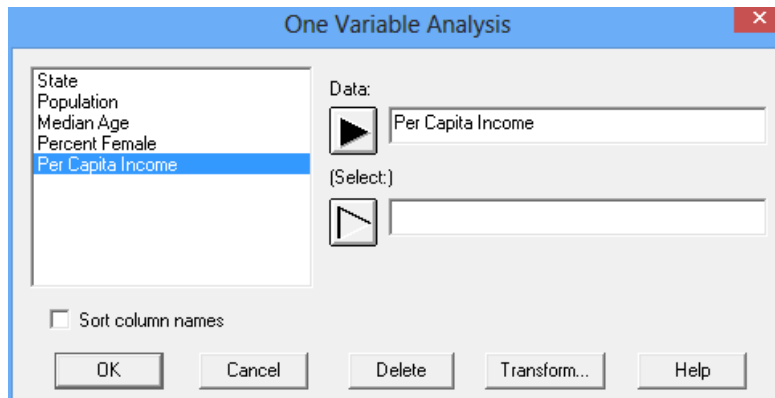 One Variable Analysis
State
Population
Median Age
Percent Female
Per Capita Income
Data:
Per Capita Income
(Select:)
Sort column names
OK
Cancel
Delete
Transform...
Help